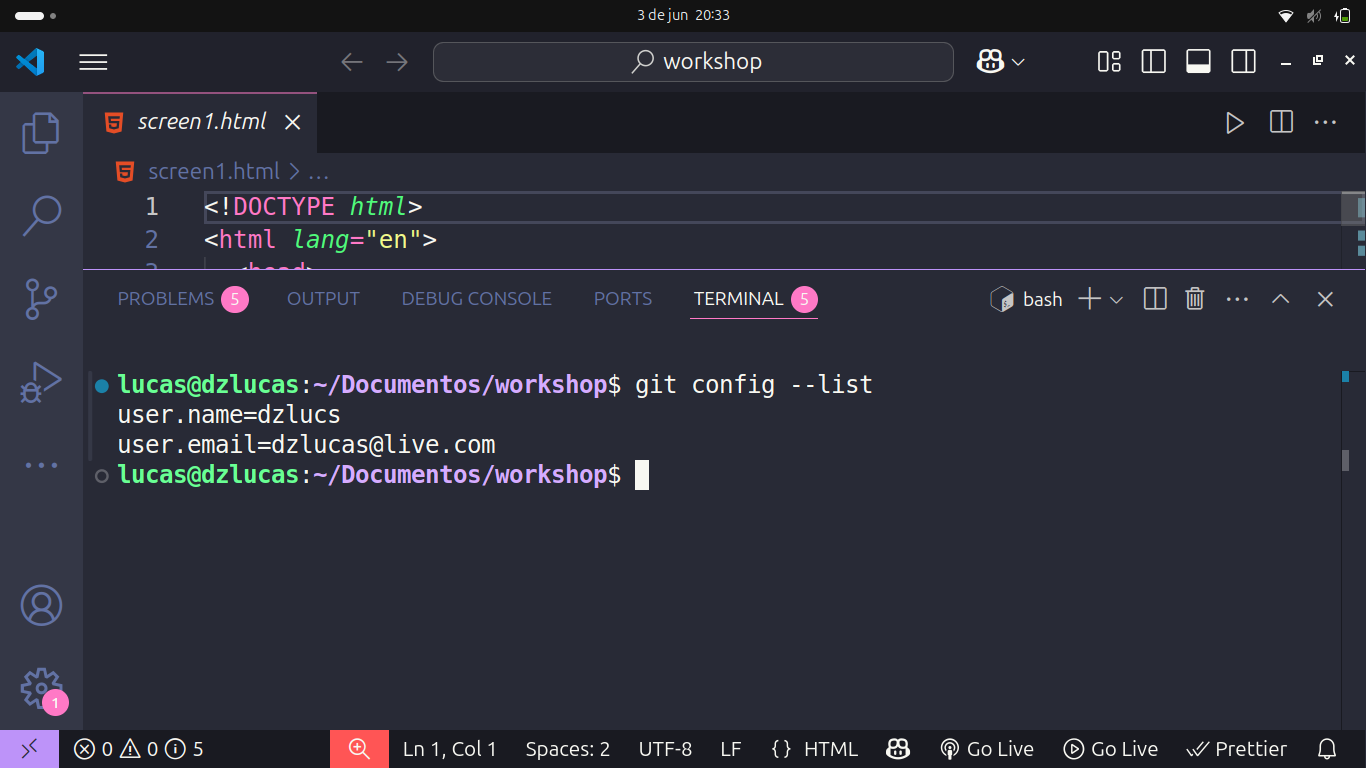 3 de jun 20:33
workshop
screen1.html
screen1.html > ...
1 <!DOCTYPE html>
2 <html lang="en">
3 <head>
PROBLEMS 5 OUTPUT DEBUG CONSOLE PORTS TERMINAL 5 bash
lucas@dzlucas:~/Documentos/workshop$ git config --list
user.name=dzlucs
user.email=dzlucas@live.com
lucas@dzlucas:~/Documentos/workshop$
1
0 0 5 Ln 1, Col 1 Spaces: 2 UTF-8 LF {} HTML Go Live Go Live Prettier